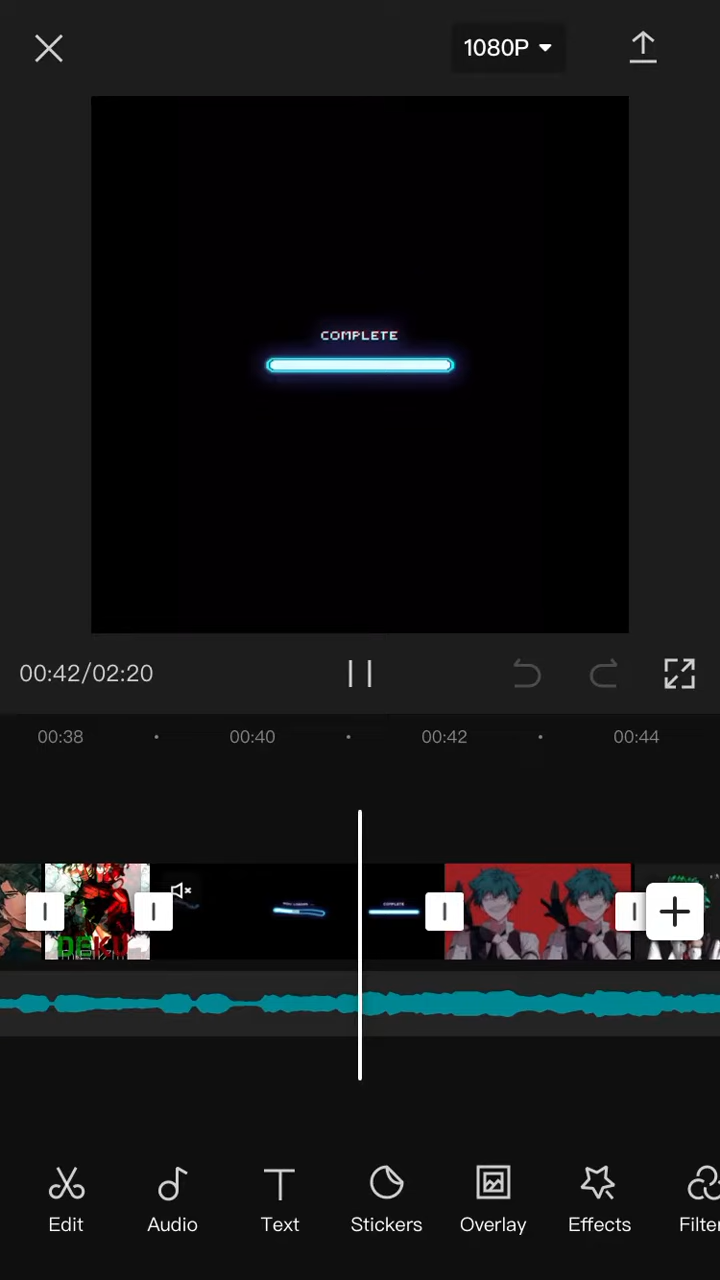 1080P
COMPLETE
00:42/02:20
00:38
00:40
00:42
00:44
COMPLETE
DEKU
Edit
Audio
Text
Stickers
Overlay
Effects
Filter